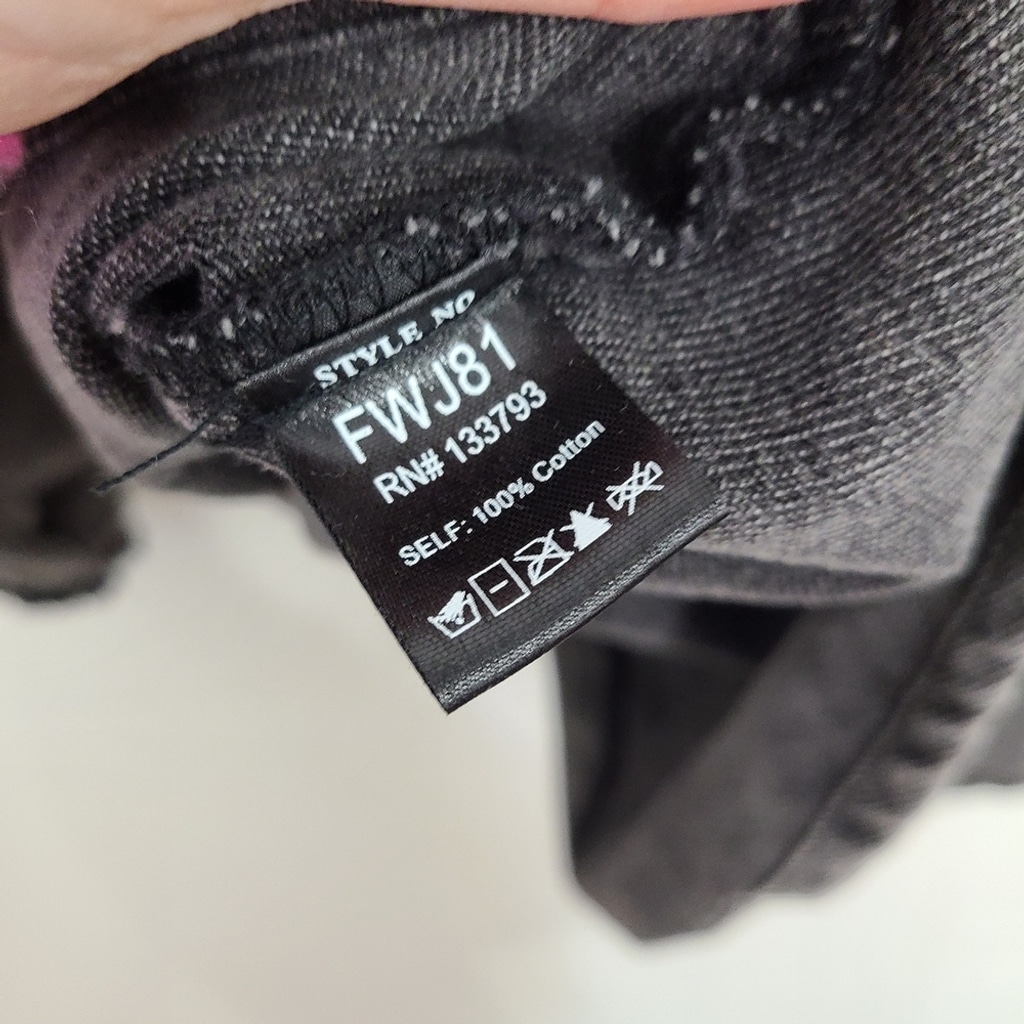 STYLE NO
FWJ81
RN# 133793
SELF: 100% Cotton